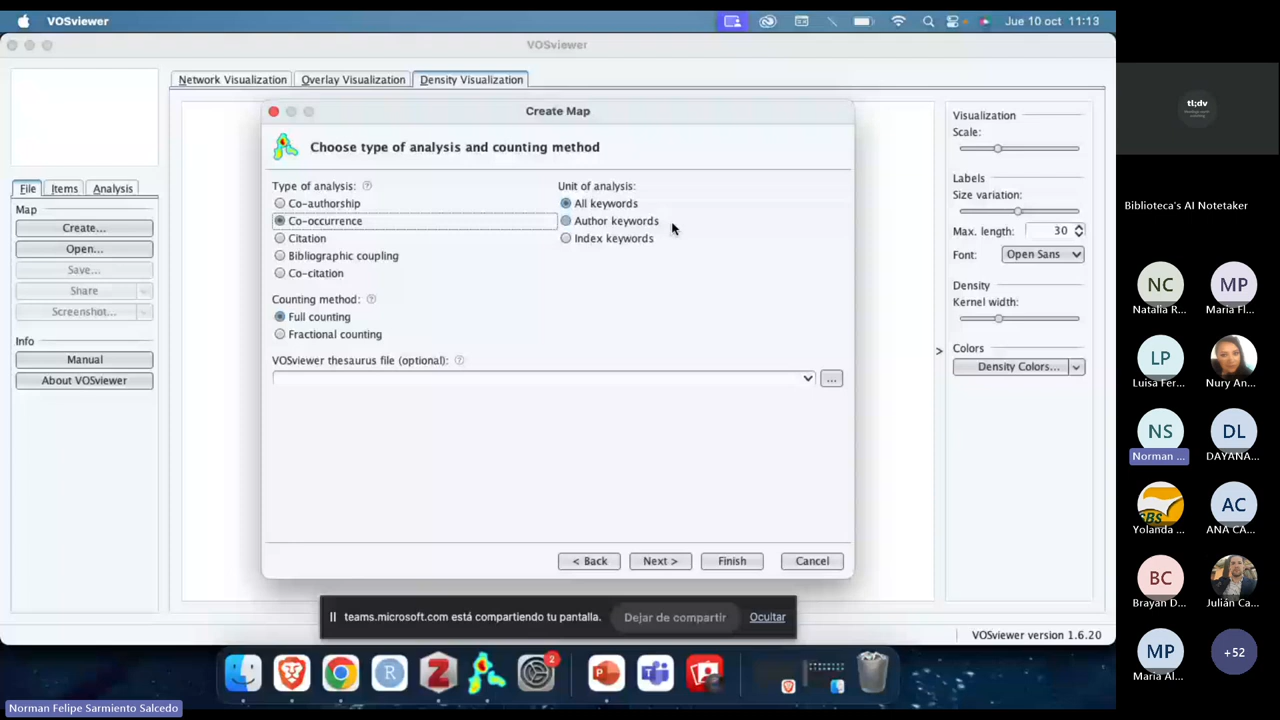 VOSviewer
Jue 10 oct 11:13
VOSviewer
Network Visualization Overlay Visualization Density Visualization
File Items Analysis
Map
Create...
Open...
Save...
Share
Screenshot...
Info
Manual
About VOSviewer
Create Map
Choose type of analysis and counting method
Type of analysis: ?
Co-authorship
Co-occurrence
Citation
Bibliographic coupling
Co-citation
Unit of analysis:
All keywords
Author keywords
Index keywords
Counting method: ?
Full counting
Fractional counting
VOSviewer thesaurus file (optional): ?
...
< Back Next > Finish Cancel
Visualization
Scale:
Labels
Size variation:
Max. length: 30
Font: Open Sans
Density
Kernel width:
>
Colors
Density Colors...
teams.microsoft.com está compartiendo tu pantalla. Dejar de compartir Ocultar
VOSviewer version 1.6.20
R Z 2 P
Norman Felipe Sarmiento Salcedo
tl;dv
Biblioteca's AI Notetaker
NC MP
Natalia R... Maria Fl...
LP
Luisa Fer... Nury An...
NS DL
Norman ... DAYANA...
SBS AC
Yolanda ... ANA CA...
BC
Brayan D... Julián Ca...
MP +52
Maria Al...